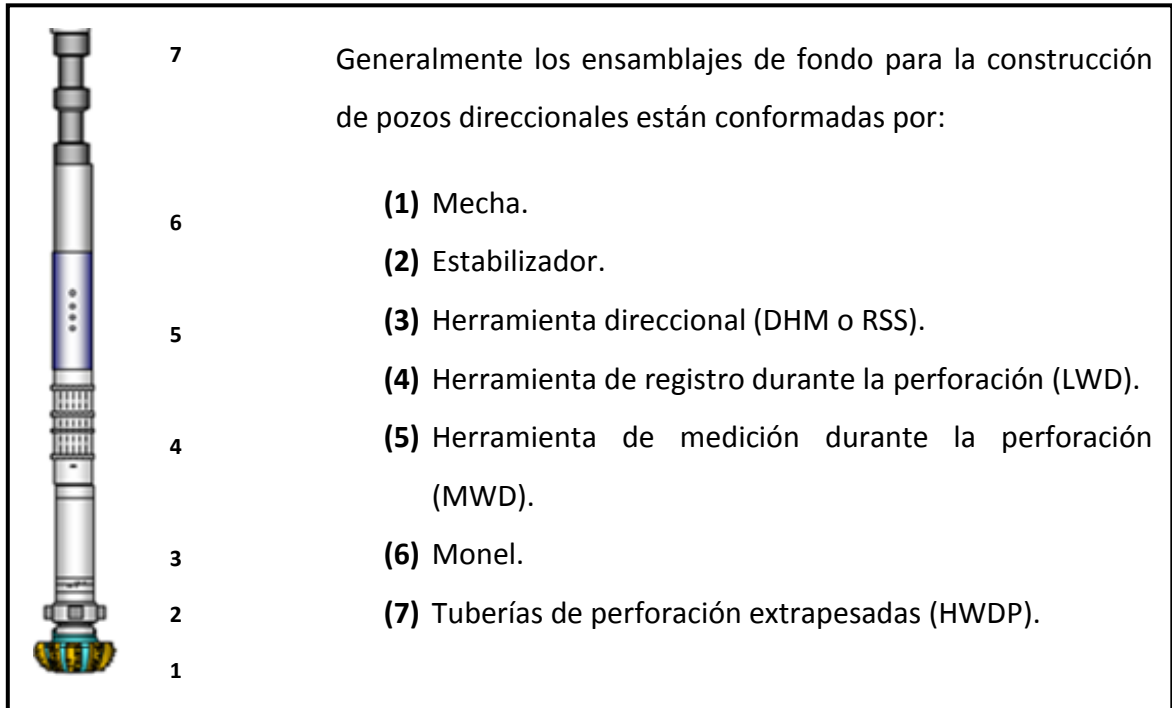 7
Generalmente los ensamblajes de fondo para la construcción
de pozos direccionales están conformadas por:
(1) Mecha.
6
(2) Estabilizador.
(3) Herramienta direccional (DHM o RSS).
5
(4) Herramienta de registro durante la perforación (LWD).
(5) Herramienta de medición durante la perforación
4
(MWD).
(6) Monel.
3
(7) Tuberías de perforación extrapesadas (HWDP).
2
1